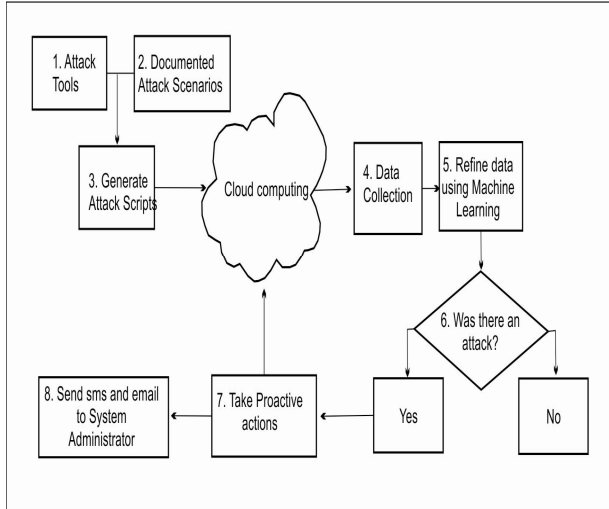 1. Attack
Tools
2. Documented
Attack Scenarios
3. Generate
Attack Scripts
Cloud computing
4. Data
Collection
5. Refine data
using Machine
Learning
6. Was there an
attack?
Yes
No
7. Take Proactive
actions
8. Send sms and email
to System
Administrator